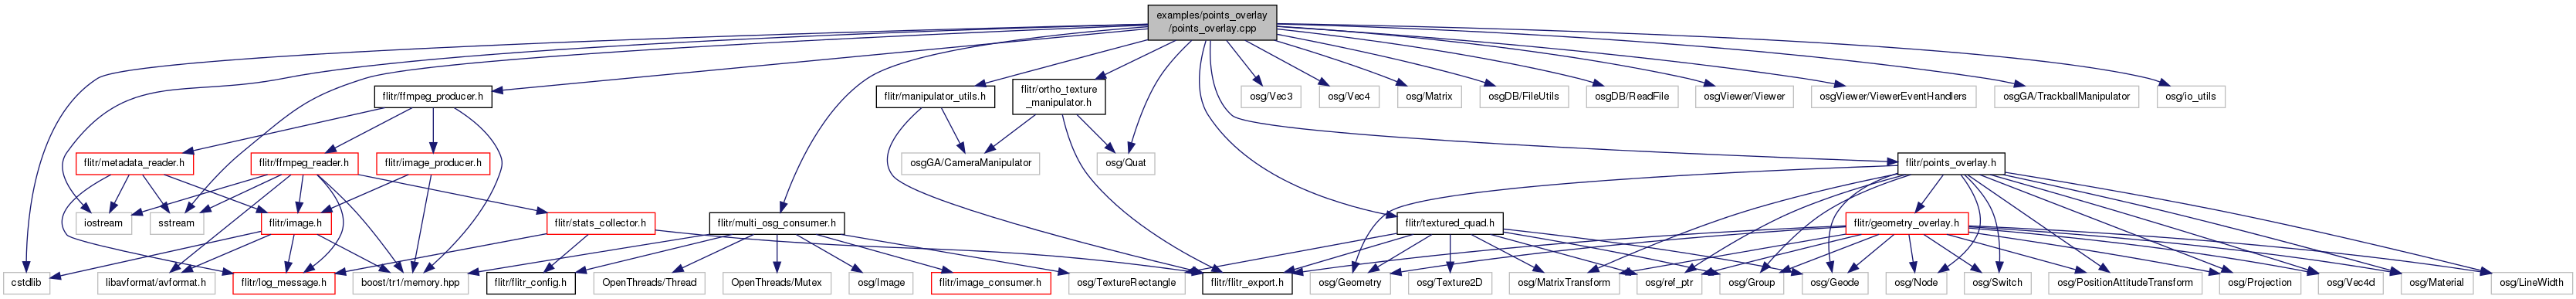 examples/points_overlay
/points_overlay.cpp
flitr/ffmpeg_producer.h
flitr/manipulator_utils.h
flitr/ortho_texture
_manipulator.h
osg/Vec3
osg/Vec4
osg/Matrix
osgDB/FileUtils
osgDB/ReadFile
osgViewer/Viewer
osgViewer/ViewerEventHandlers
osgGA/TrackballManipulator
osg/io_utils
flitr/metadata_reader.h
flitr/ffmpeg_reader.h
flitr/image_producer.h
osgGA/CameraManipulator
osg/Quat
flitr/points_overlay.h
iostream
sstream
flitr/image.h
flitr/stats_collector.h
flitr/multi_osg_consumer.h
flitr/textured_quad.h
flitr/geometry_overlay.h
cstdlib
libavformat/avformat.h
flitr/log_message.h
boost/tr1/memory.hpp
flitr/flitr_config.h
OpenThreads/Thread
OpenThreads/Mutex
osg/Image
flitr/image_consumer.h
osg/TextureRectangle
flitr/flitr_export.h
osg/Geometry
osg/Texture2D
osg/MatrixTransform
osg/ref_ptr
osg/Group
osg/Geode
osg/Node
osg/Switch
osg/PositionAttitudeTransform
osg/Projection
osg/Vec4d
osg/Material
osg/LineWidth